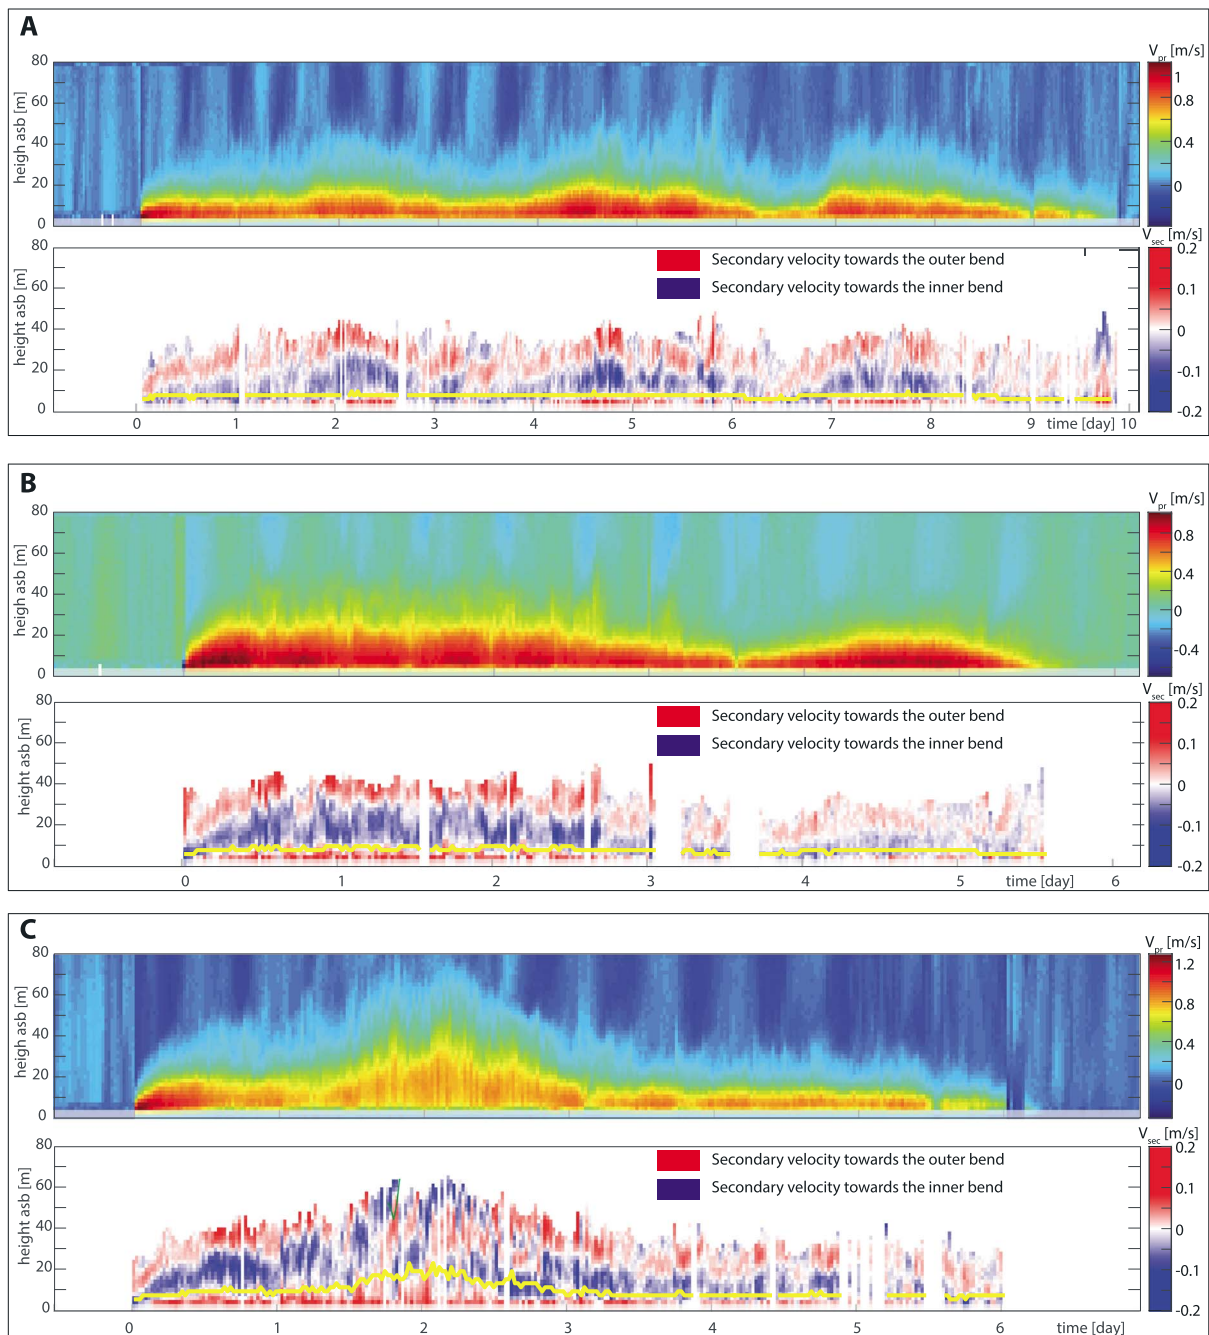 A
V pr [m/s]
heigh asb [m]
80
60
40
20
0
1
0.8
0.4
0
V sec [m/s]
height asb [m]
80
60
40
20
0
Secondary velocity towards the outer bend
Secondary velocity towards the inner bend
0.2
0.1
0
-0.1
-0.2
0 1 2 3 4 5 6 7 8 9 time [day] 10
B
V pr [m/s]
heigh asb [m]
80
60
40
20
0
0.8
0.4
0
-0.4
V sec [m/s]
height asb [m]
80
60
40
20
0
Secondary velocity towards the outer bend
Secondary velocity towards the inner bend
0.2
0.1
0
-0.1
-0.2
0 1 2 3 4 5 time [day] 6
C
V pr [m/s]
heigh asb [m]
80
60
40
20
0
1.2
0.8
0.4
0
V sec [m/s]
height asb [m]
80
60
40
20
0
Secondary velocity towards the outer bend
Secondary velocity towards the inner bend
0.2
0.1
0
-0.1
-0.2
0 1 2 3 4 5 6 time [day]